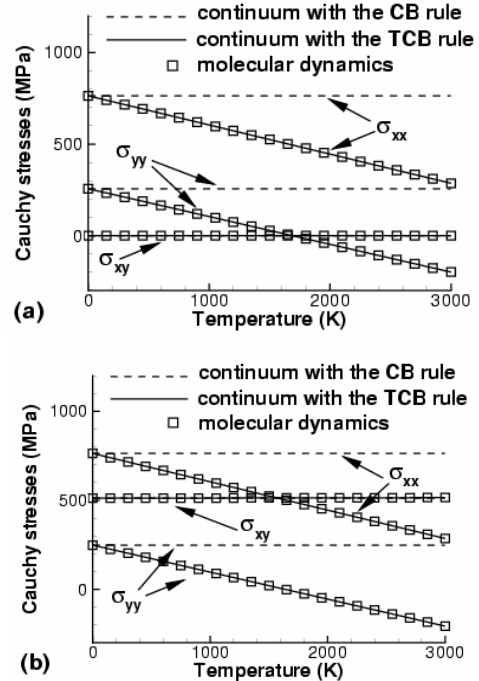 continuum with the CB rule
continuum with the TCB rule
molecular dynamics
1000
500
0
Cauchy stresses (MPa)
σxx
σyy
σxy
0
1000
2000
3000
Temperature (K)
(a)
continuum with the CB rule
continuum with the TCB rule
molecular dynamics
1000
500
0
Cauchy stresses (MPa)
σxx
σxy
σyy
0
1000
2000
3000
Temperature (K)
(b)